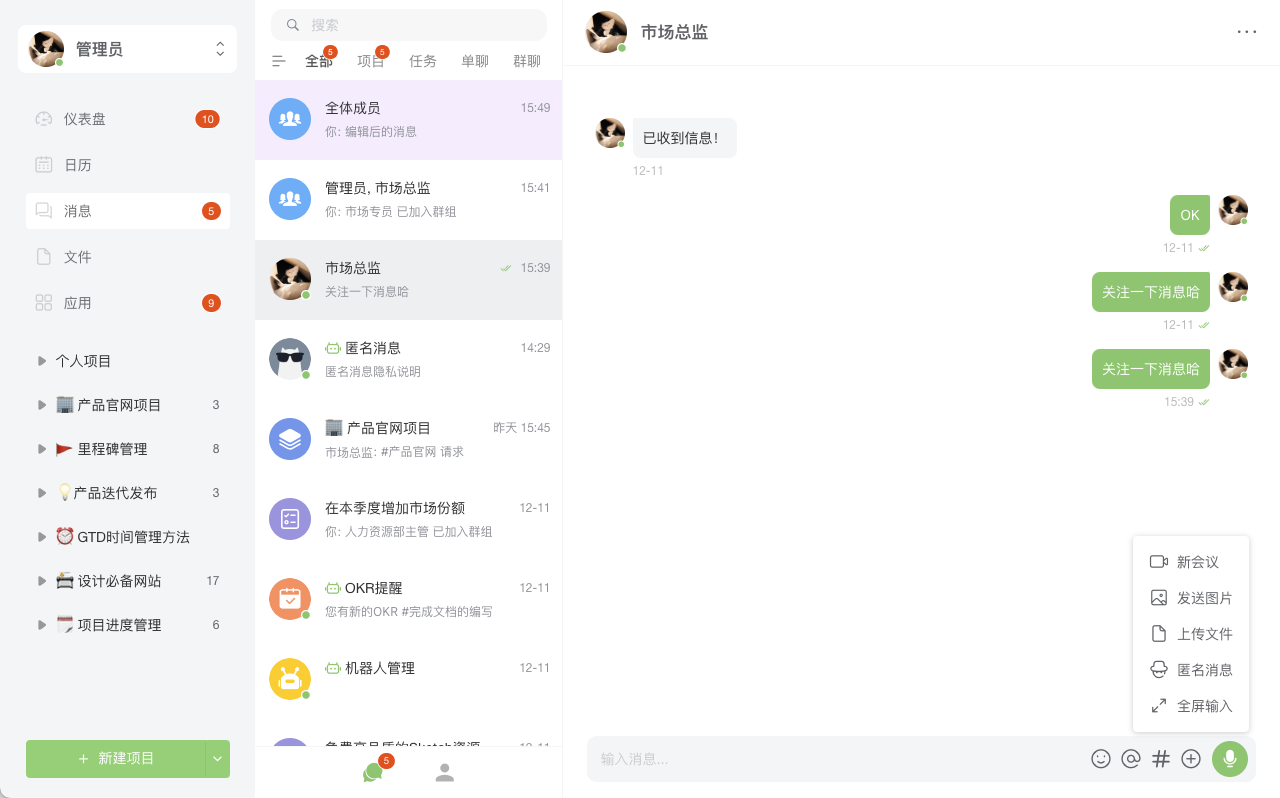 管理员
仪表盘 10
日历
消息 5
文件
应用 9
个人项目
产品官网项目 3
里程碑管理 8
产品迭代发布 3
GTD时间管理方法
设计必备网站 17
项目进度管理 6
新建项目
搜索
全部 5 项目 5 任务 单聊 群聊
全体成员 15:49
你: 编辑后的消息
管理员, 市场总监 15:41
你: 市场专员 已加入群组
市场总监 15:39
关注一下消息哈
匿名消息 14:29
匿名消息隐私说明
产品官网项目 昨天 15:45
市场总监: #产品官网 请求
在本季度增加市场份额 12-11
你: 人力资源部主管 已加入群组
OKR提醒 12-11
您有新的OKR #完成文档的编写
机器人管理 12-11
免费高品质的Sketch资源 12-11
5
市场总监
已收到信息！
12-11
OK
12-11
关注一下消息哈
12-11
关注一下消息哈
15:39
新会议
发送图片
上传文件
匿名消息
全屏输入
输入消息...